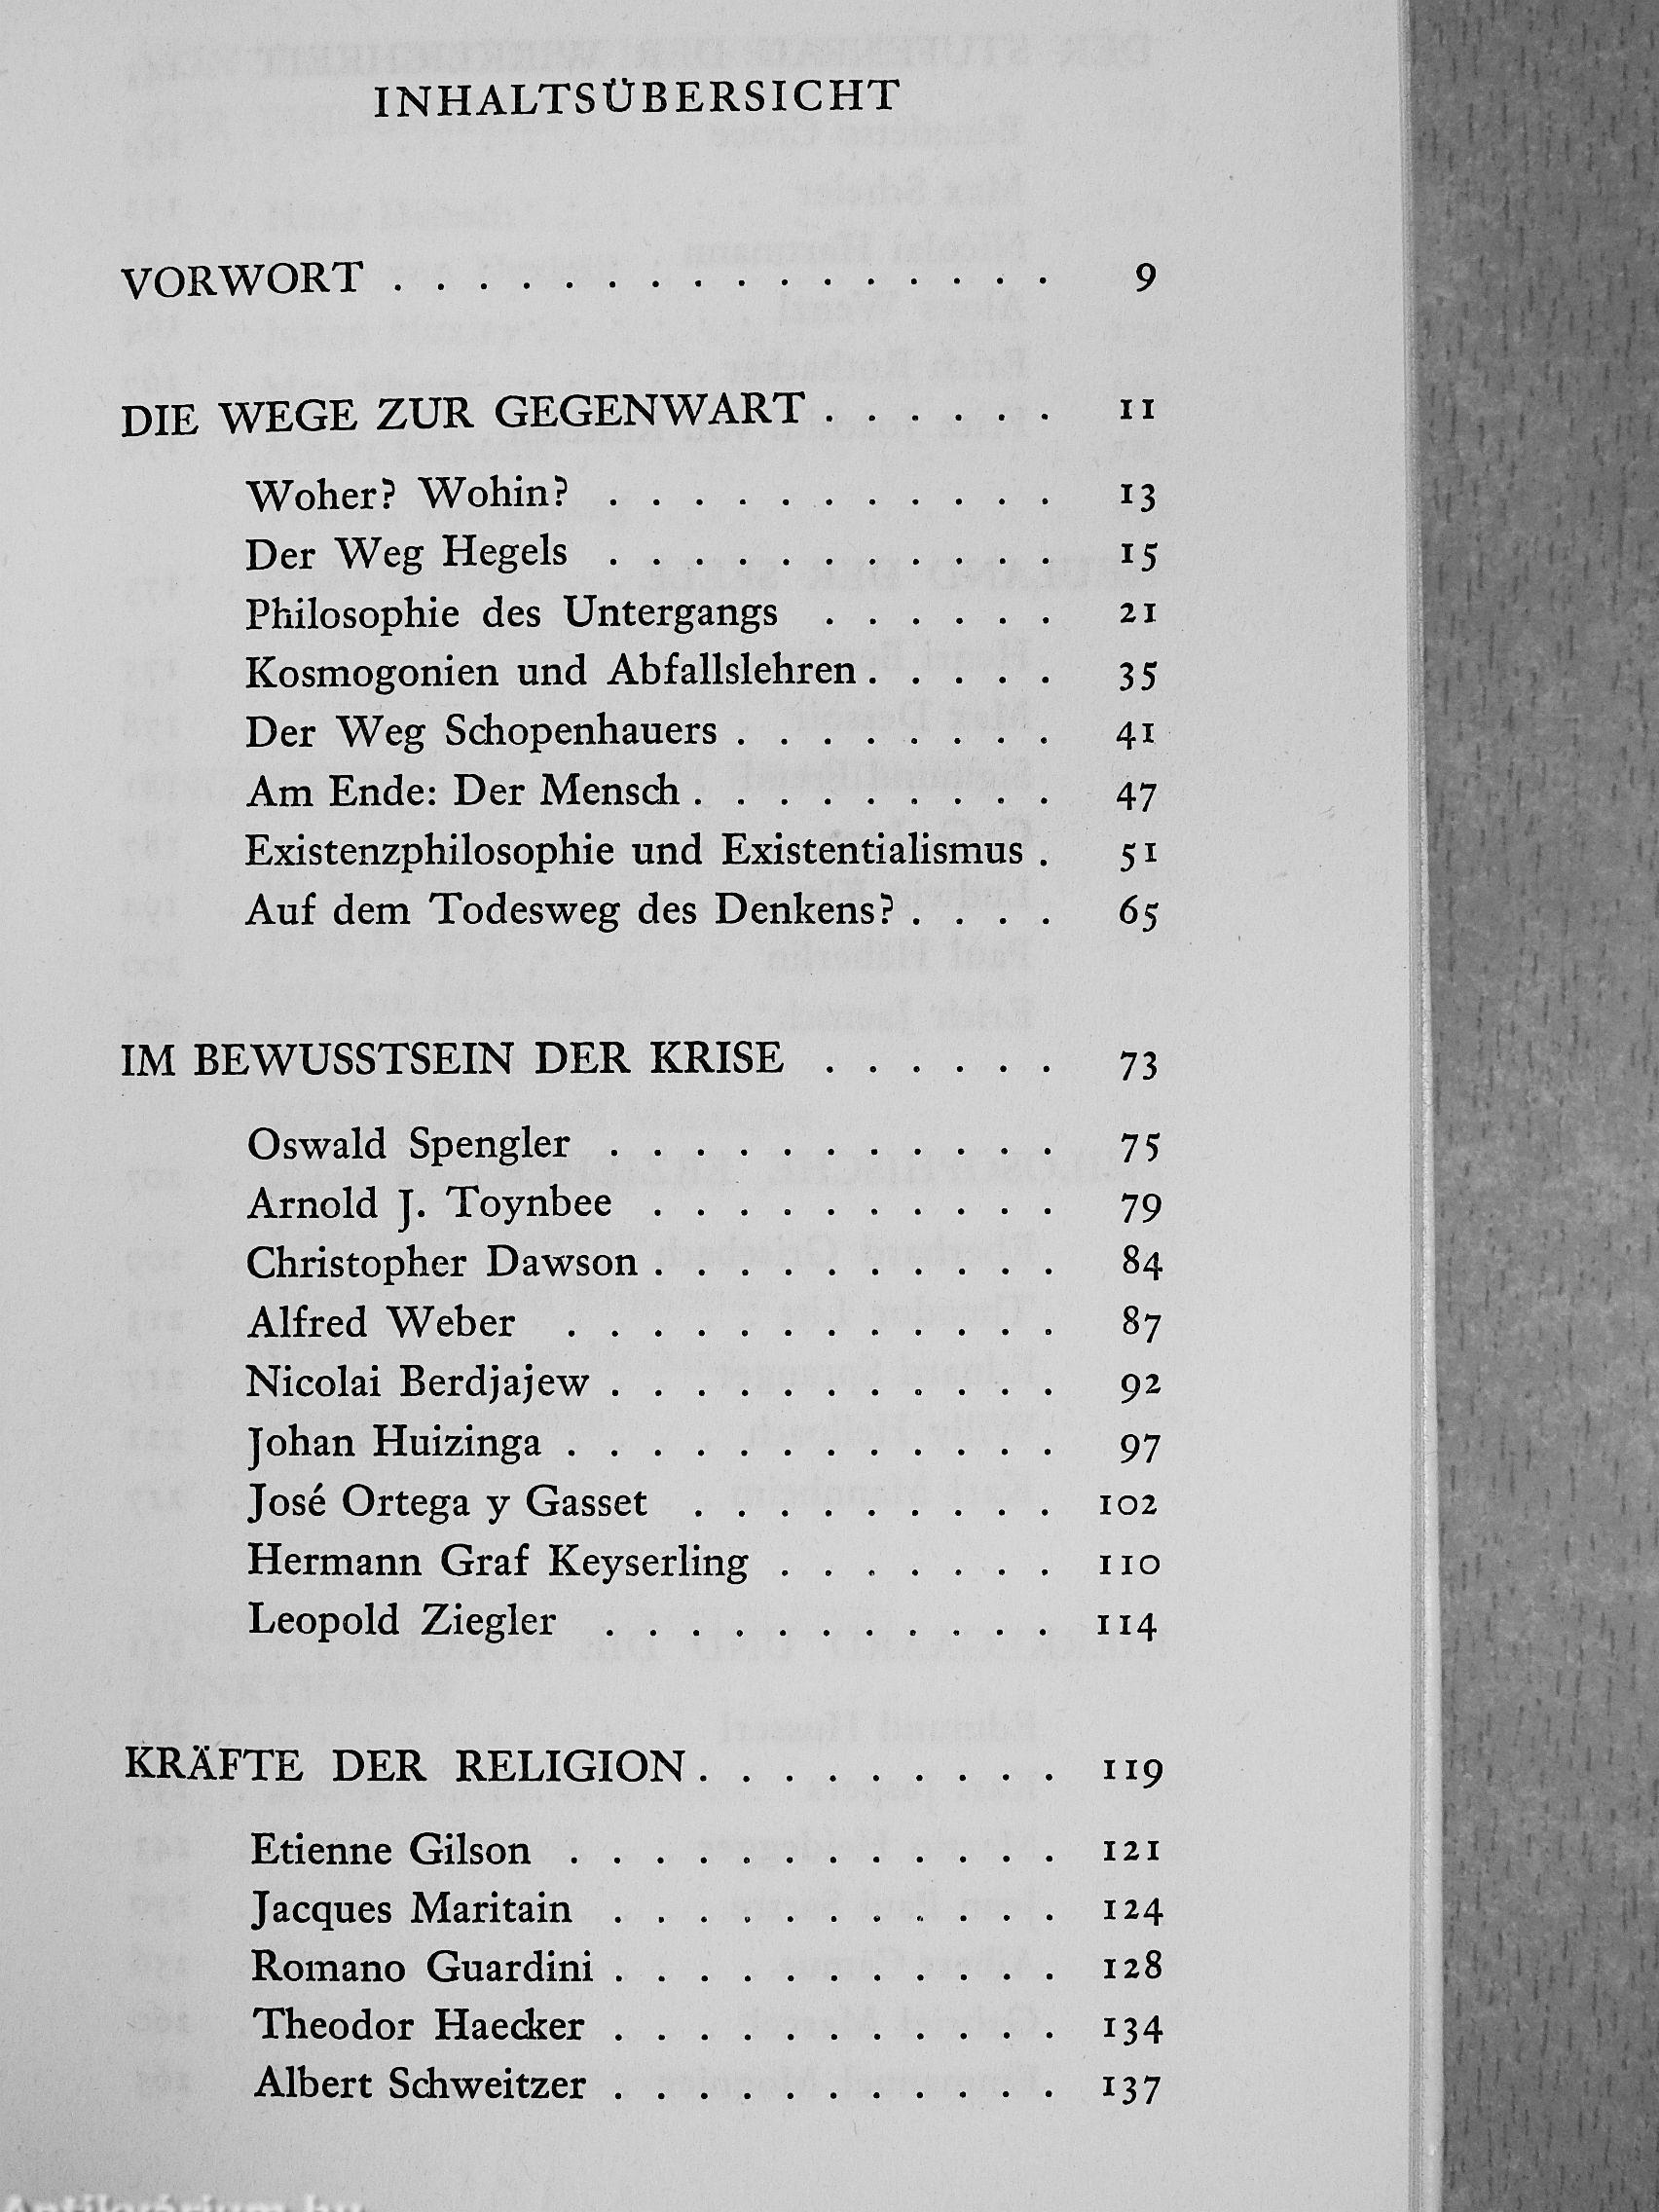 INHALTSÜBERSICHT
VORWORT . . . . . . . . . . . . . . . . 9
DIE WEGE ZUR GEGENWART . . . . . . 11
Woher? Wohin? . . . . . . . . . . . 13
Der Weg Hegels . . . . . . . . . . . 15
Philosophie des Untergangs . . . . . . 21
Kosmogonien und Abfallslehren . . . . . 35
Der Weg Schopenhauers . . . . . . . . 41
Am Ende: Der Mensch . . . . . . . . . 47
Existenzphilosophie und Existentialismus . 51
Auf dem Todesweg des Denkens? . . . . 65
IM BEWUSSTSEIN DER KRISE . . . . . . 73
Oswald Spengler . . . . . . . . . . . 75
Arnold J. Toynbee . . . . . . . . . . 79
Christopher Dawson . . . . . . . . . . 84
Alfred Weber . . . . . . . . . . . . 87
Nicolai Berdjajew . . . . . . . . . . . 92
Johan Huizinga . . . . . . . . . . . . 97
José Ortega y Gasset . . . . . . . . . 102
Hermann Graf Keyserling . . . . . . . 110
Leopold Ziegler . . . . . . . . . . . 114
KRÄFTE DER RELIGION . . . . . . . . . 119
Etienne Gilson . . . . . . . . . . . . 121
Jacques Maritain . . . . . . . . . . . 124
Romano Guardini . . . . . . . . . . . 128
Theodor Haecker . . . . . . . . . . . 134
Albert Schweitzer . . . . . . . . . . . 137